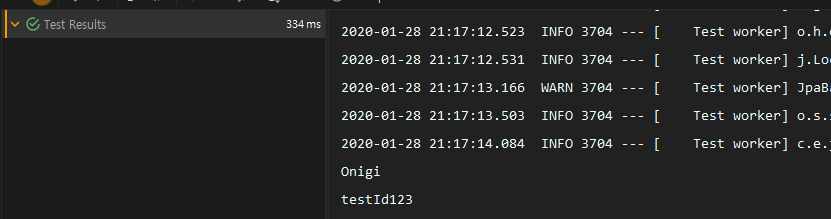 Test Results 334 ms
2020-01-28 21:17:12.523 INFO 3704 --- [ Test worker] o.h.
2020-01-28 21:17:12.531 INFO 3704 --- [ Test worker] j.Loc
2020-01-28 21:17:13.166 WARN 3704 --- [ Test worker] JpaBa
2020-01-28 21:17:13.503 INFO 3704 --- [ Test worker] o.s.s
2020-01-28 21:17:14.084 INFO 3704 --- [ Test worker] c.e.j
Onigi
testId123